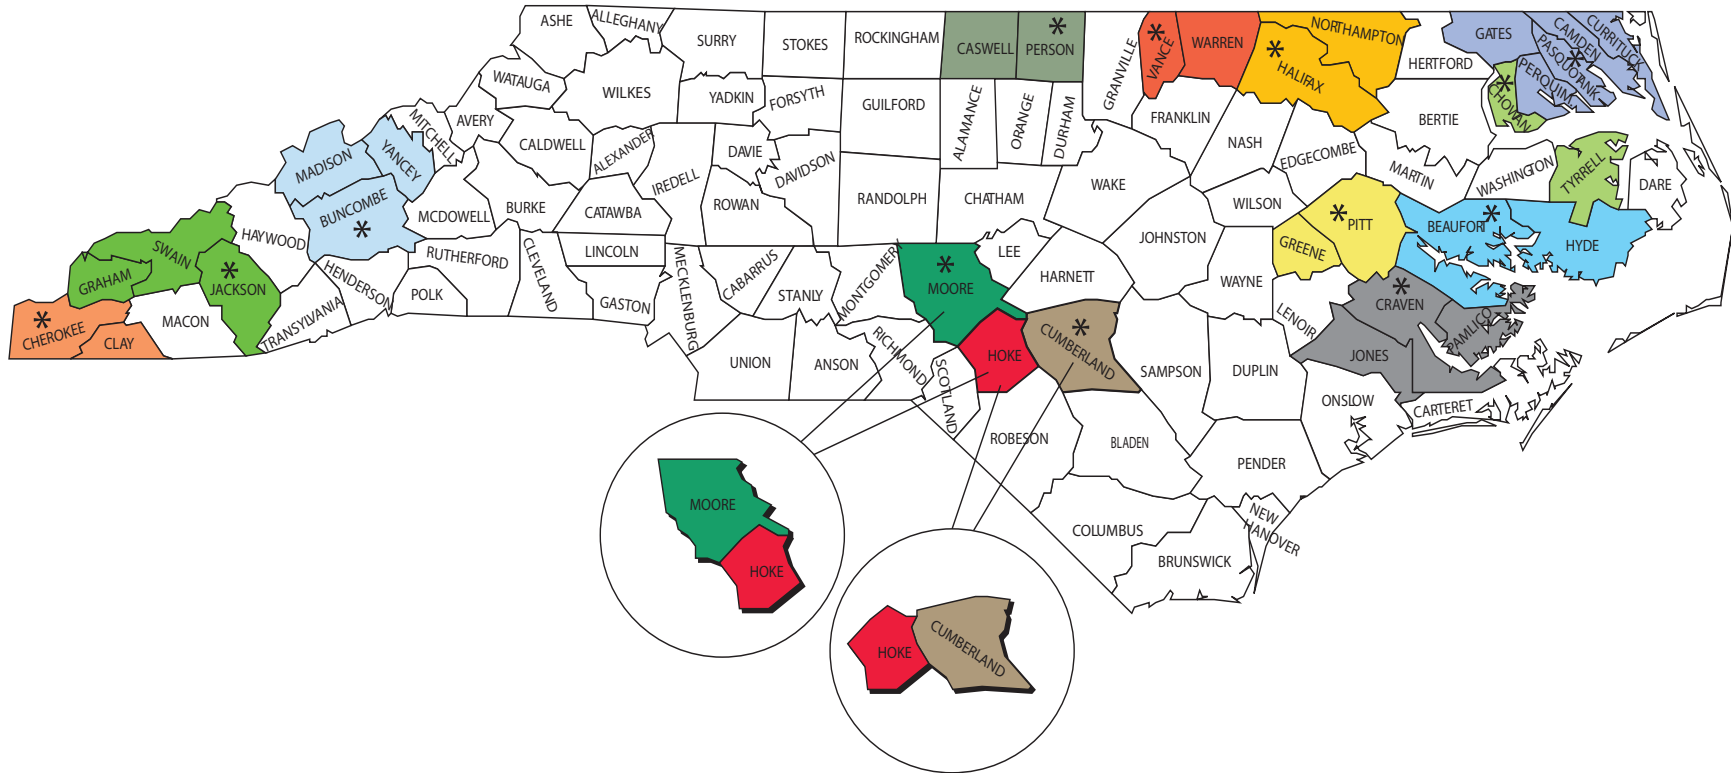 ASHE
ALLEGHANY
SURRY
STOKES
ROCKINGHAM
CASWELL
*
PERSON
GRANVILLE
*
VANCE
WARREN
*
HALIFAX
NORTHAMPTON
HERTFORD
GATES
CAMDEN
CURRITUCK
PASQUOTANK
*
PERQUIM
*
CHOWAN
WATAUGA
WILKES
YADKIN
FORSYTH
GUILFORD
ALAMANCE
ORANGE
DURHAM
FRANKLIN
NASH
EDGECOMBE
BERTIE
MARTIN
WASHINGTON
TYRRELL
DARE
MITCHELL
AVERY
CALDWELL
ALEXANDER
IREDELL
DAVIE
DAVIDSON
ROWAN
RANDOLPH
CHATHAM
WAKE
WILSON
*
PITT
GREENE
*
BEAUFORT
HYDE
MADISON
YANCEY
BUNCOMBE
*
MCDOWELL
BURKE
CATAWBA
LINCOLN
GASTON
CLEVELAND
RUTHERFORD
POLK
HENDERSON
TRANSYLVANIA
HAYWOOD
SWAIN
GRAHAM
*
JACKSON
MACON
*
CHEROKEE
CLAY
MECKLENBURG
CABARRUS
STANLY
MONTGOMERY
*
MOORE
LEE
HARNETT
JOHNSTON
WAYNE
LENOIR
*
CRAVEN
PAMLICO
JONES
UNION
ANSON
RICHMOND
SCOTLAND
HOKE
*
CUMBERLAND
SAMPSON
DUPLIN
ONSLOW
CARTERET
ROBESON
BLADEN
PENDER
COLUMBUS
NEW
HANOVER
BRUNSWICK
MOORE
HOKE
HOKE
CUMBERLAND